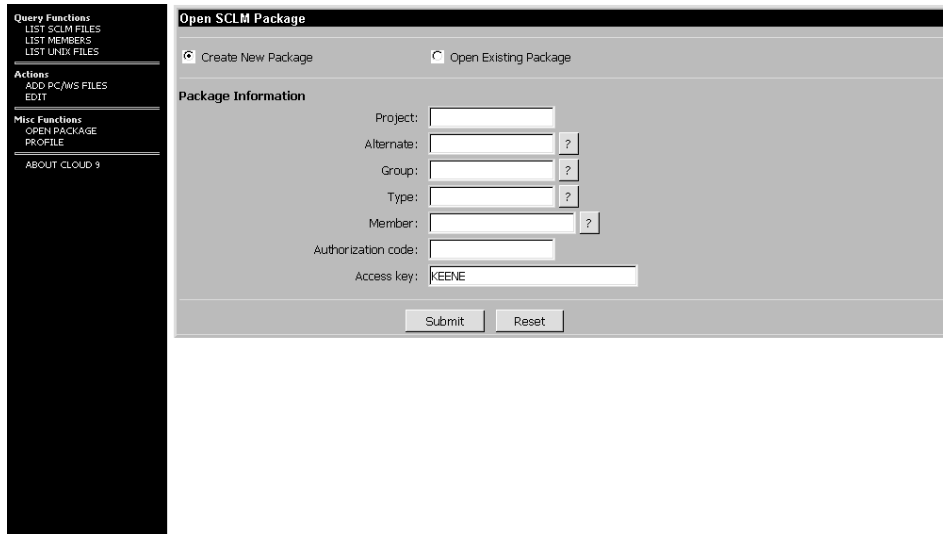 Query Functions
LIST SCLM FILES
LIST MEMBERS
LIST UNIX FILES
Actions
ADD PC/WS FILES
EDIT
Misc Functions
OPEN PACKAGE
PROFILE
ABOUT CLOUD 9
Open SCLM Package
Create New Package Open Existing Package
Package Information
Project:
Alternate: ?
Group: ?
Type: ?
Member: ?
Authorization code:
Access key: KEENE
Submit Reset